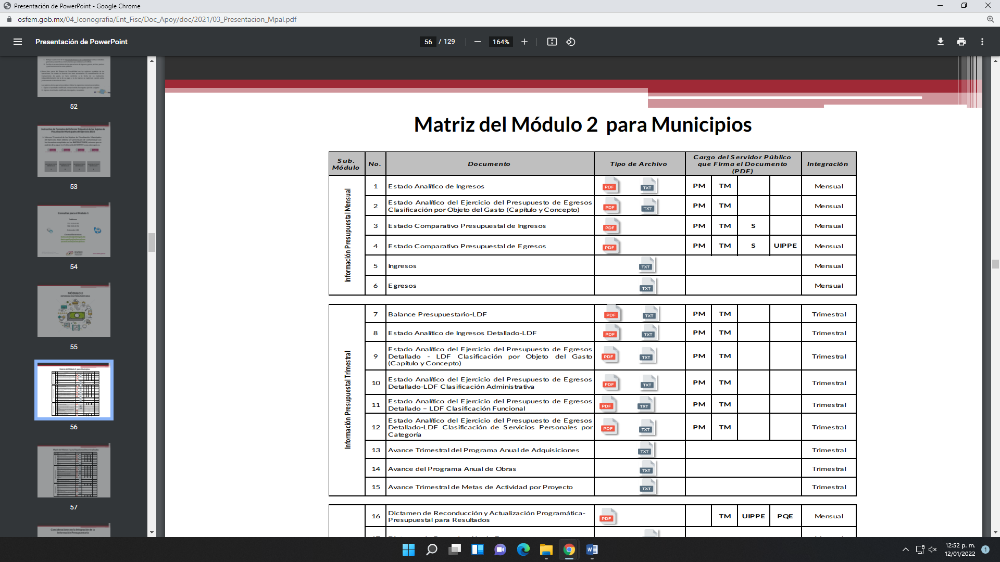 Presentación de PowerPoint - Google Chrome
osfem.gob.mx/04_Iconografia/Ent_Fisc/Doc_Apoy/doc/2021/03_Presentacion_Mpal.pdf
Presentación de PowerPoint
56 / 129
164%
52
53
54
MÓDULO 2
55
56
57
Matriz del Módulo 2 para Municipios
Sub. Módulo No. Documento Tipo de Archivo Cargo del Servidor Público que Firma el Documento (PDF) Integración
Información Presupuestal Mensual
1 Estado Analítico de Ingresos PDF TXT PM TM Mensual
2 Estado Analítico del Ejercicio del Presupuesto de Egresos
Clasificación por Objeto del Gasto (Capítulo y Concepto) PDF TXT PM TM Mensual
3 Estado Comparativo Presupuestal de Ingresos PDF PM TM S Mensual
4 Estado Comparativo Presupuestal de Egresos PDF PM TM S UIPPE Mensual
5 Ingresos TXT Mensual
6 Egresos TXT Mensual
Información Presupuestal Trimestral
7 Balance Presupuestario-LDF PDF TXT PM TM Trimestral
8 Estado Analítico de Ingresos Detallado-LDF PDF TXT PM TM Trimestral
9 Estado Analítico del Ejercicio del Presupuesto de Egresos
Detallado - LDF Clasificación por Objeto del Gasto
(Capítulo y Concepto) PDF TXT PM TM Trimestral
10 Estado Analítico del Ejercicio del Presupuesto de Egresos
Detallado-LDF Clasificación Administrativa PDF TXT PM TM Trimestral
11 Estado Analítico del Ejercicio del Presupuesto de Egresos
Detallado – LDF Clasificación Funcional PDF TXT PM TM Trimestral
12 Estado Analítico del Ejercicio del Presupuesto de Egresos
Detallado-LDF Clasificación de Servicios Personales por
Categoría PDF TXT PM TM Trimestral
13 Avance Trimestral del Programa Anual de Adquisiciones TXT Trimestral
14 Avance del Programa Anual de Obras TXT Trimestral
15 Avance Trimestral de Metas de Actividad por Proyecto TXT Trimestral
16 Dictamen de Reconducción y Actualización Programática-
Presupuestal para Resultados PDF TM UIPPE PQE Mensual
12:52 p. m.
12/01/2022
1